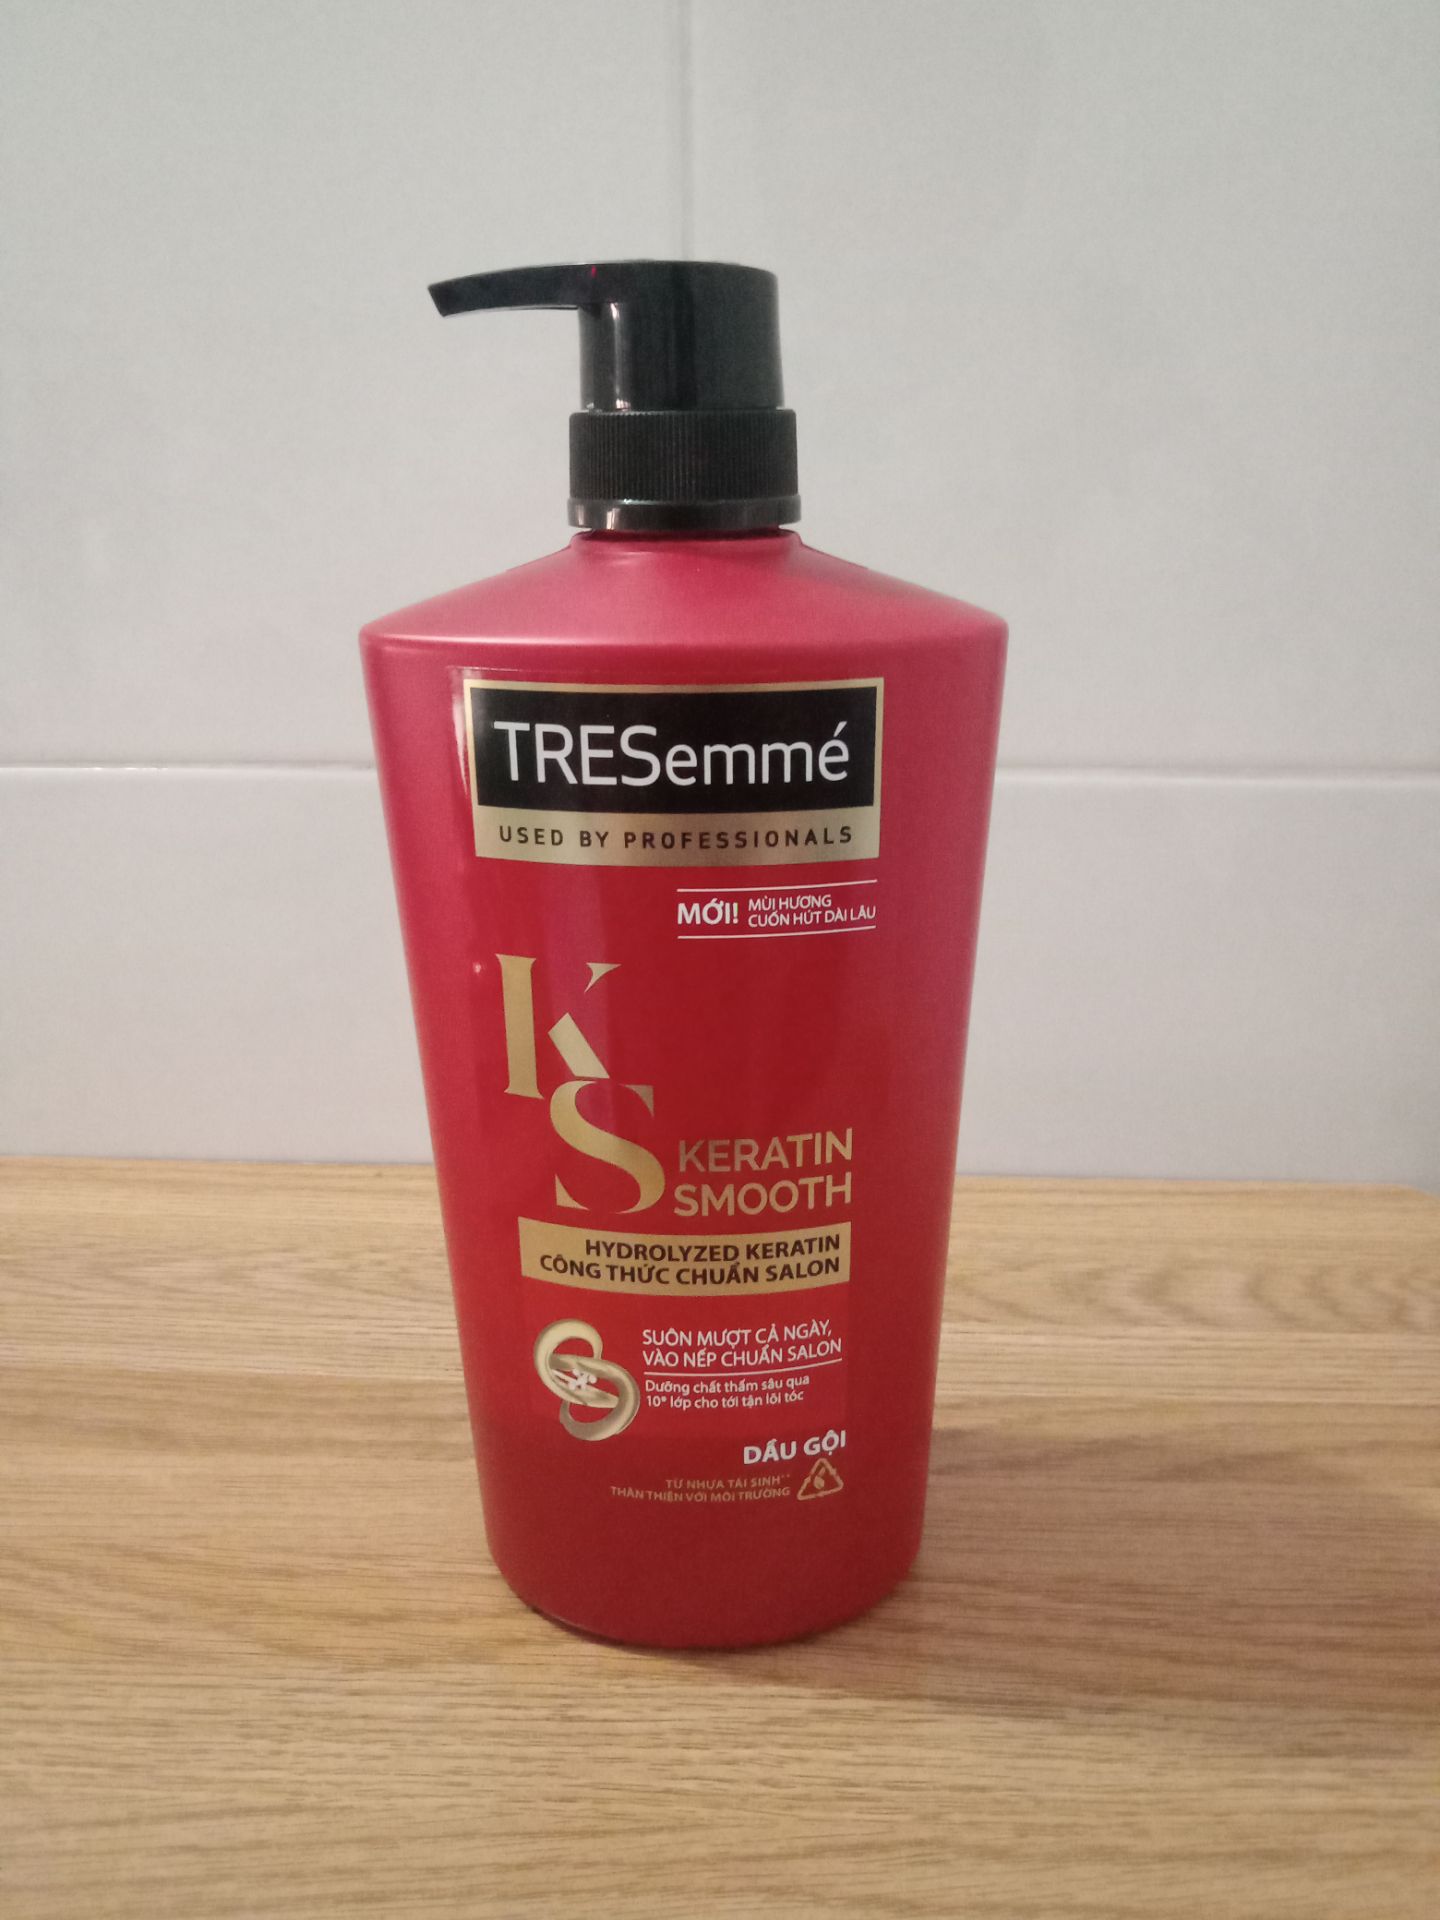 TRESemmé
USED BY PROFESSIONALS
MỚI! MÙI HƯƠNG
CUỐN HÚT DÀI LÂU
KS
KERATIN
SMOOTH
HYDROLYZED KERATIN
CÔNG THỨC CHUẨN SALON
SUÔN MƯỢT CẢ NGÀY,
VÀO NẾP CHUẨN SALON
Dưỡng chất thấm sâu qua
10* lớp cho tới tận lõi tóc
DẦU GỘI
TỪ NHỰA TÁI SINH**
THÂN THIỆN VỚI MÔI TRƯỜNG